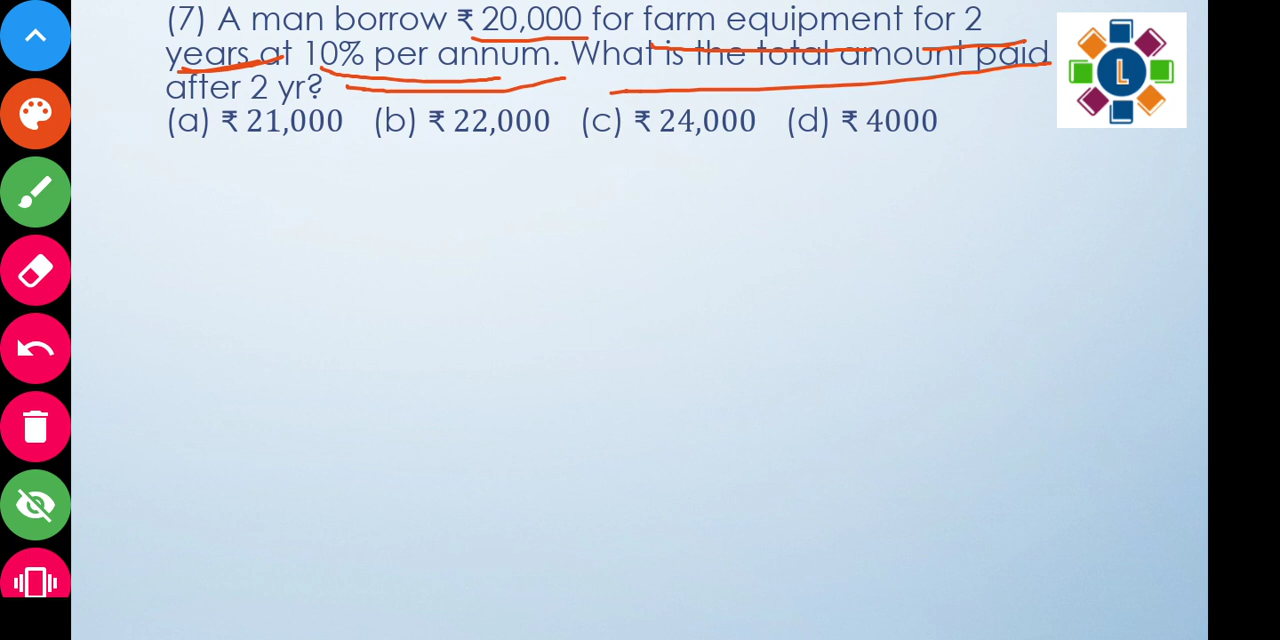 (7) A man borrow ₹ 20,000 for farm equipment for 2
years at 10% per annum. What is the total amount paid
after 2 yr?
(a) ₹ 21,000 (b) ₹ 22,000 (c) ₹ 24,000 (d) ₹ 4000
L